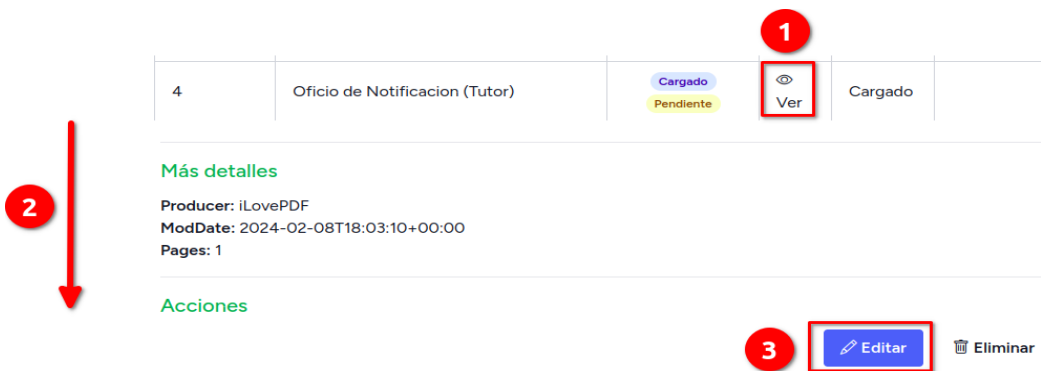 1
4 Oficio de Notificacion (Tutor) Cargado Pendiente Ver Cargado
2
Más detalles
Producer: iLovePDF
ModDate: 2024-02-08T18:03:10+00:00
Pages: 1
Acciones
3 Editar Eliminar